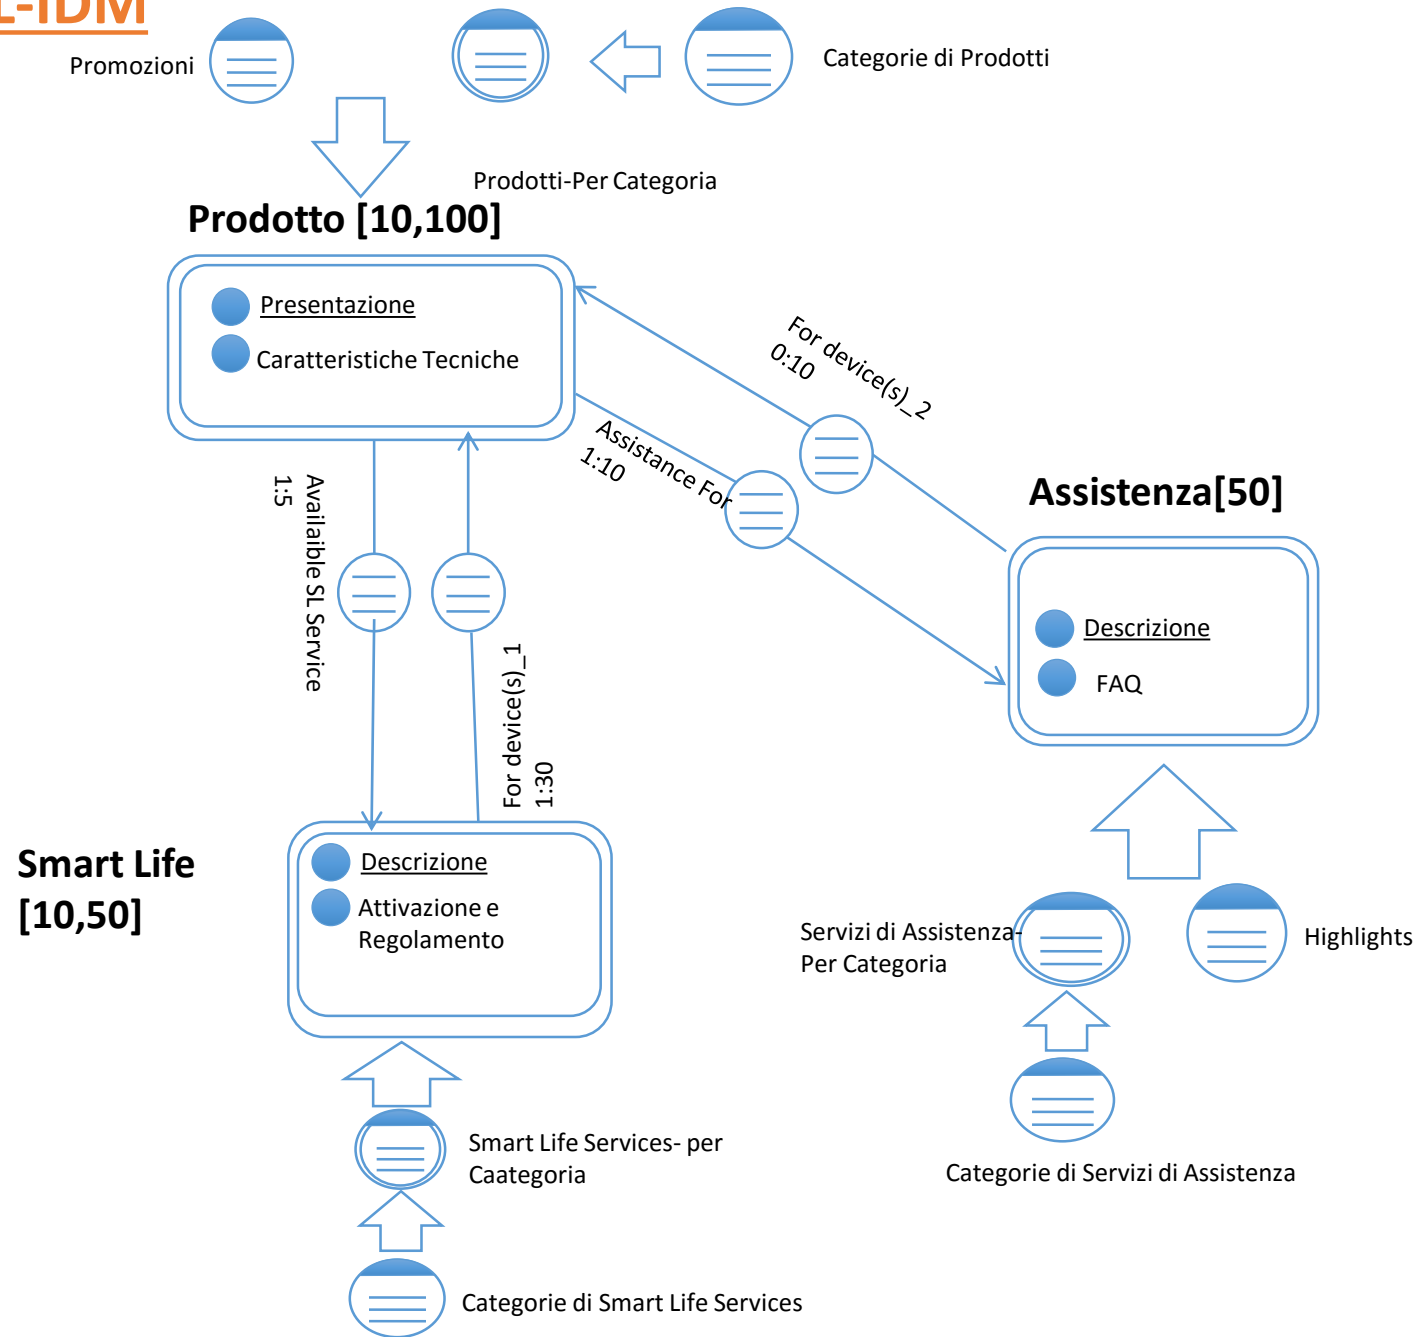 L-IDM
Promozioni
Categorie di Prodotti
Prodotti-Per Categoria
Prodotto [10,100]
Presentazione
Caratteristiche Tecniche
For device(s)_2
0:10
Assistance For
1:10
Assistenza[50]
Descrizione
FAQ
Availaible SL Service
1:5
For device(s)_1
1:30
Smart Life
[10,50]
Descrizione
Attivazione e
Regolamento
Servizi di Assistenza-
Per Categoria
Highlights
Categorie di Servizi di Assistenza
Smart Life Services- per
Caategoria
Categorie di Smart Life Services